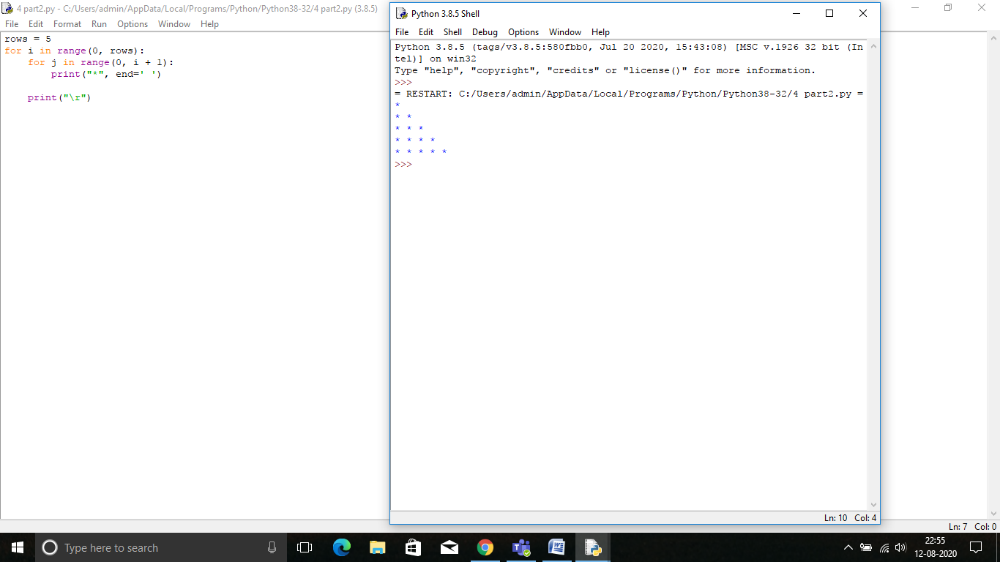 4 part2.py - C:/Users/admin/AppData/Local/Programs/Python/Python38-32/4 part2.py (3.8.5)
File Edit Format Run Options Window Help
rows = 5
for i in range(0, rows):
    for j in range(0, i + 1):
        print("*", end=' ')
    print("\r")
Python 3.8.5 Shell
File Edit Shell Debug Options Window Help
Python 3.8.5 (tags/v3.8.5:580fbb0, Jul 20 2020, 15:43:08) [MSC v.1926 32 bit (In
tel)] on win32
Type "help", "copyright", "credits" or "license()" for more information.
>>>
= RESTART: C:/Users/admin/AppData/Local/Programs/Python/Python38-32/4 part2.py =
*
* *
* * *
* * * *
* * * * *
>>>
Ln: 10 Col: 4
Ln: 7 Col: 0
Type here to search
22:55
12-08-2020